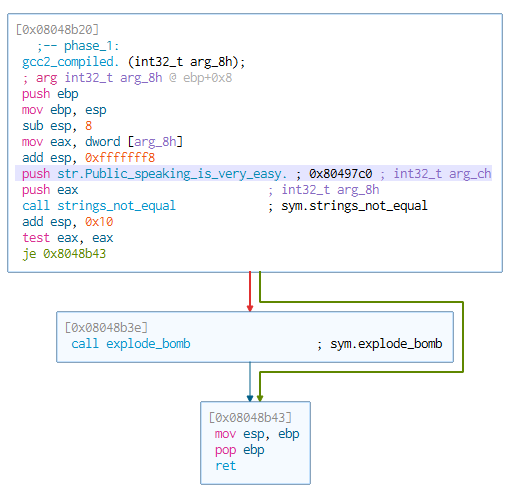 [0x08048b20]
;-- phase_1:
gcc2_compiled. (int32_t arg_8h);
; arg int32_t arg_8h @ ebp+0x8
push ebp
mov ebp, esp
sub esp, 8
mov eax, dword [arg_8h]
add esp, 0xfffffff8
push str.Public_speaking_is_very_easy. ; 0x80497c0 ; int32_t arg_ch
push eax ; int32_t arg_8h
call strings_not_equal ; sym.strings_not_equal
add esp, 0x10
test eax, eax
je 0x8048b43
[0x08048b3e]
call explode_bomb ; sym.explode_bomb
[0x08048b43]
mov esp, ebp
pop ebp
ret